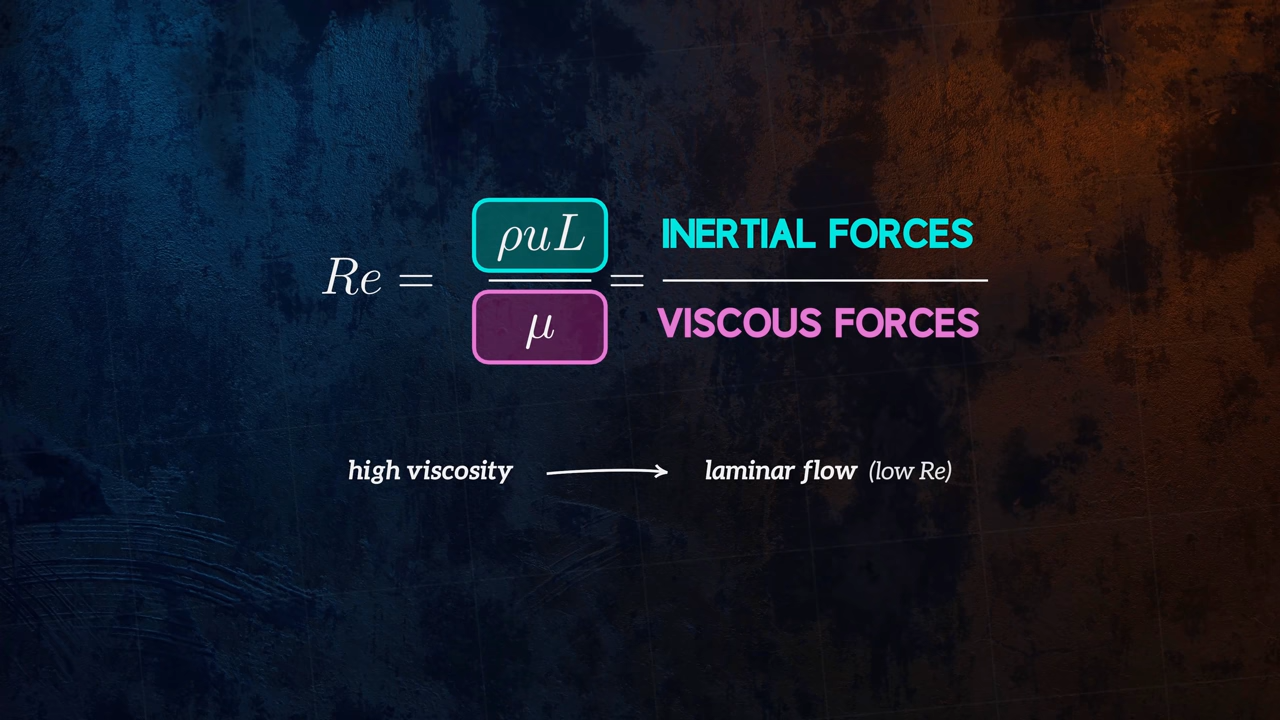 Re = ρuL / μ = INERTIAL FORCES / VISCOUS FORCES
high viscosity → laminar flow (low Re)